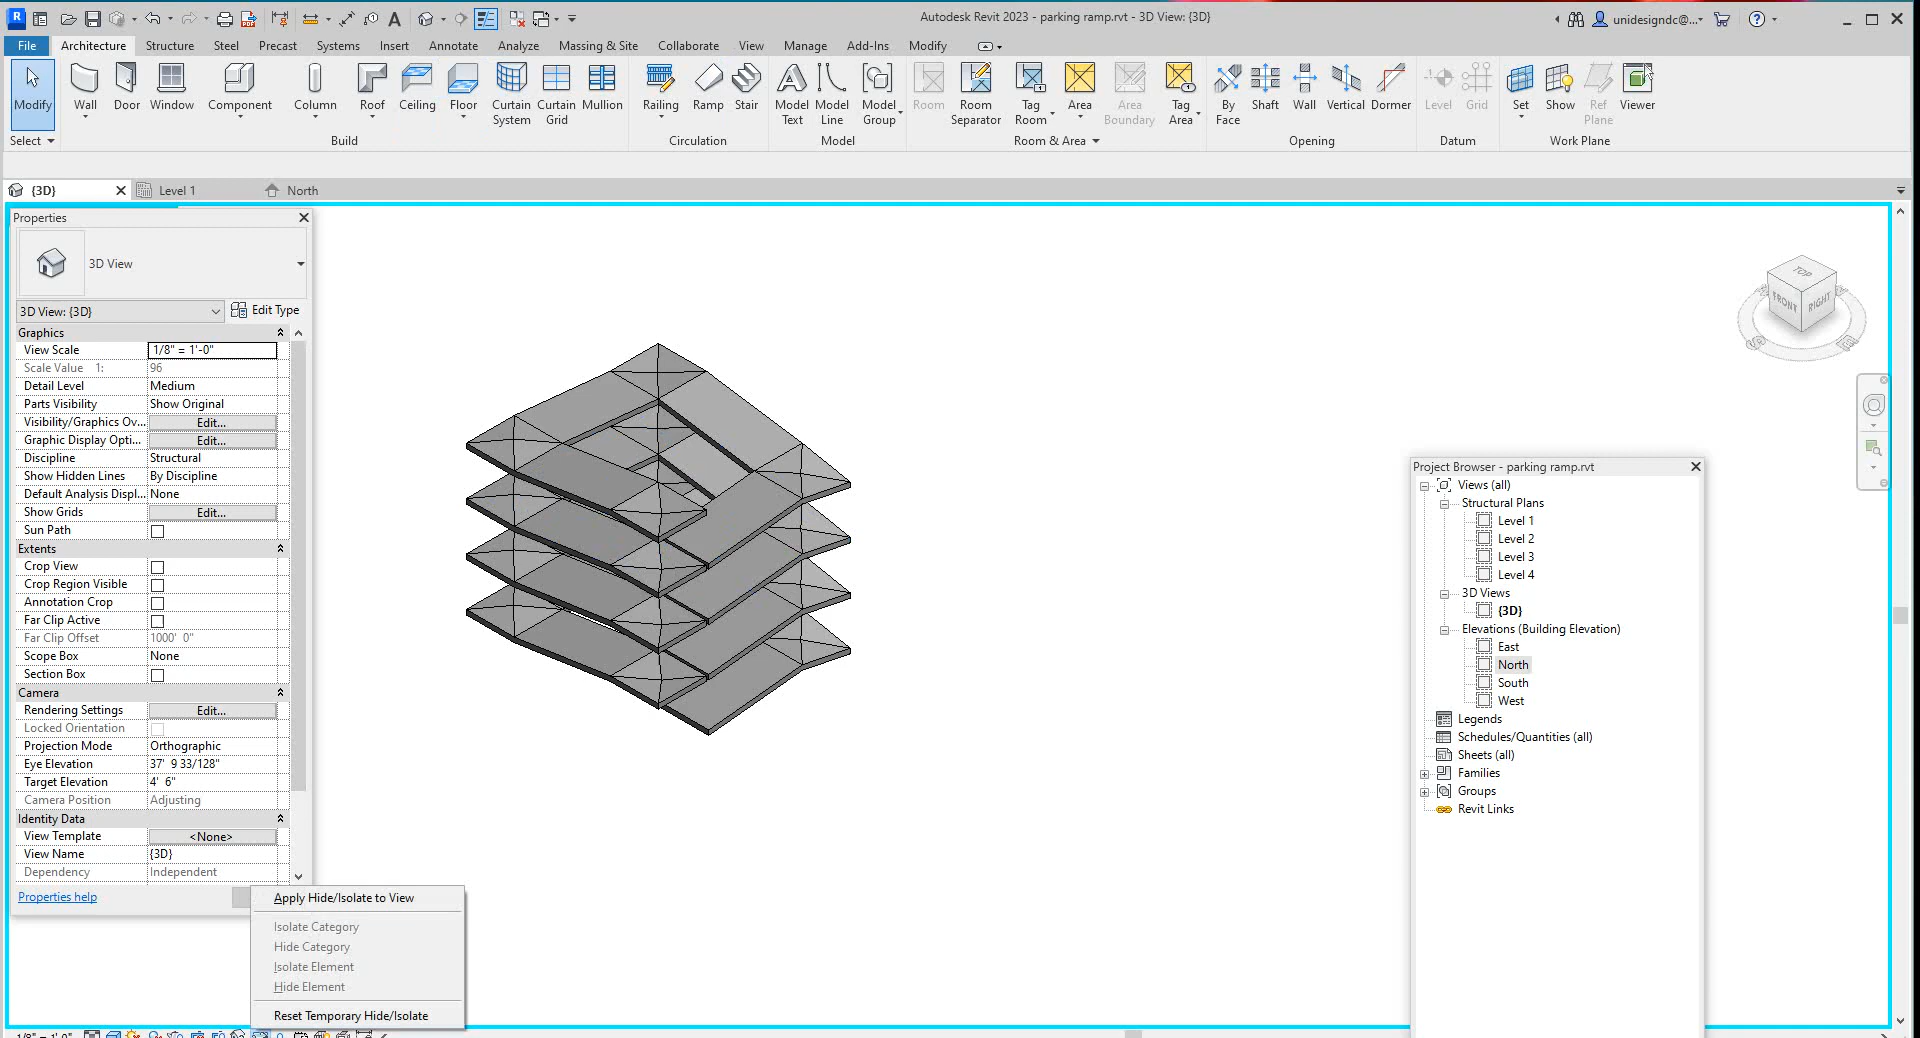 Autodesk Revit 2023 - parking ramp.rvt - 3D View: {3D}
unidesigndc@...
File Architecture Structure Steel Precast Systems Insert Annotate Analyze Massing & Site Collaborate View Manage Add-Ins Modify
Modify Wall Door Window Component Column Roof Ceiling Floor Curtain System Curtain Grid Mullion Railing Ramp Stair Model Text Model Line Model Group Room Room Separator Tag Room Area Area Boundary Tag Area By Face Shaft Wall Vertical Dormer Level Grid Set Show Ref Plane Viewer
Select Build Circulation Model Room & Area Opening Datum Work Plane
{3D} Level 1 North
Properties
3D View
3D View: {3D} Edit Type
Graphics
View Scale 1/8" = 1'-0"
Scale Value 1: 96
Detail Level Medium
Parts Visibility Show Original
Visibility/Graphics Ov... Edit...
Graphic Display Opti... Edit...
Discipline Structural
Show Hidden Lines By Discipline
Default Analysis Displ... None
Show Grids Edit...
Sun Path
Extents
Crop View
Crop Region Visible
Annotation Crop
Far Clip Active
Far Clip Offset 1000' 0"
Scope Box None
Section Box
Camera
Rendering Settings Edit...
Locked Orientation
Projection Mode Orthographic
Eye Elevation 37' 9 33/128"
Target Elevation 4' 6"
Camera Position Adjusting
Identity Data
View Template <None>
View Name {3D}
Dependency Independent
Properties help
Apply Hide/Isolate to View
Isolate Category
Hide Category
Isolate Element
Hide Element
Reset Temporary Hide/Isolate
1/8" = 1'-0"
TOP
FRONT RIGHT
Project Browser - parking ramp.rvt
Views (all)
Structural Plans
Level 1
Level 2
Level 3
Level 4
3D Views
{3D}
Elevations (Building Elevation)
East
North
South
West
Legends
Schedules/Quantities (all)
Sheets (all)
Families
Groups
Revit Links